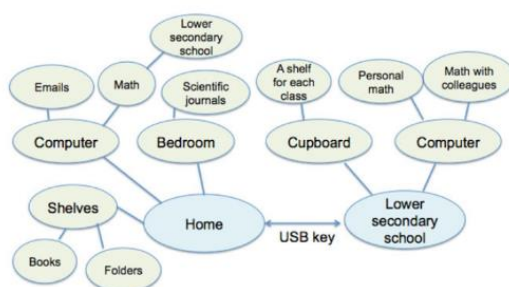 Lower
secondary
school
Emails
Math
Scientific
journals
A shelf
for each
class
Personal
math
Math with
colleagues
Computer
Bedroom
Cupboard
Computer
Shelves
Home
USB key
Lower
secondary
school
Books
Folders